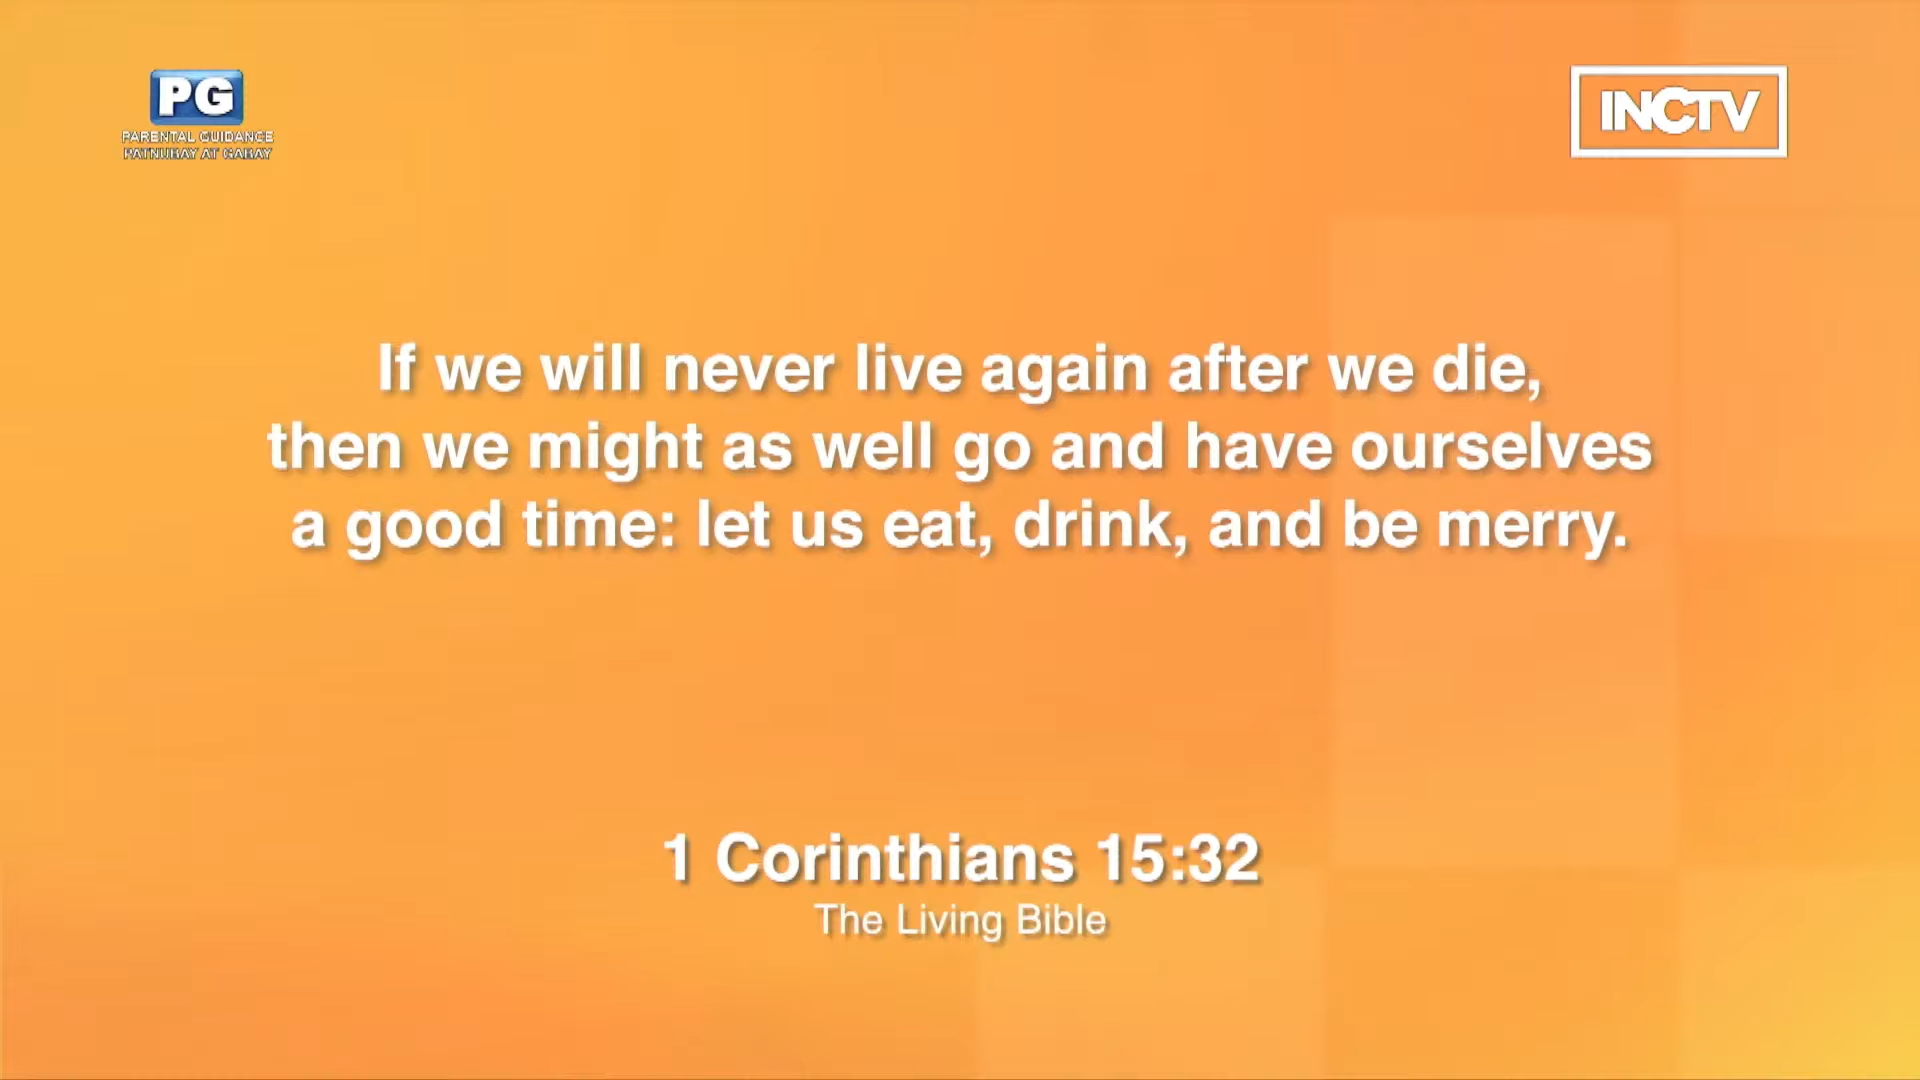 PG
PARENTAL GUIDANCE
PATNUBAY AT GABAY
INCTV
If we will never live again after we die,
then we might as well go and have ourselves
a good time: let us eat, drink, and be merry.
1 Corinthians 15:32
The Living Bible